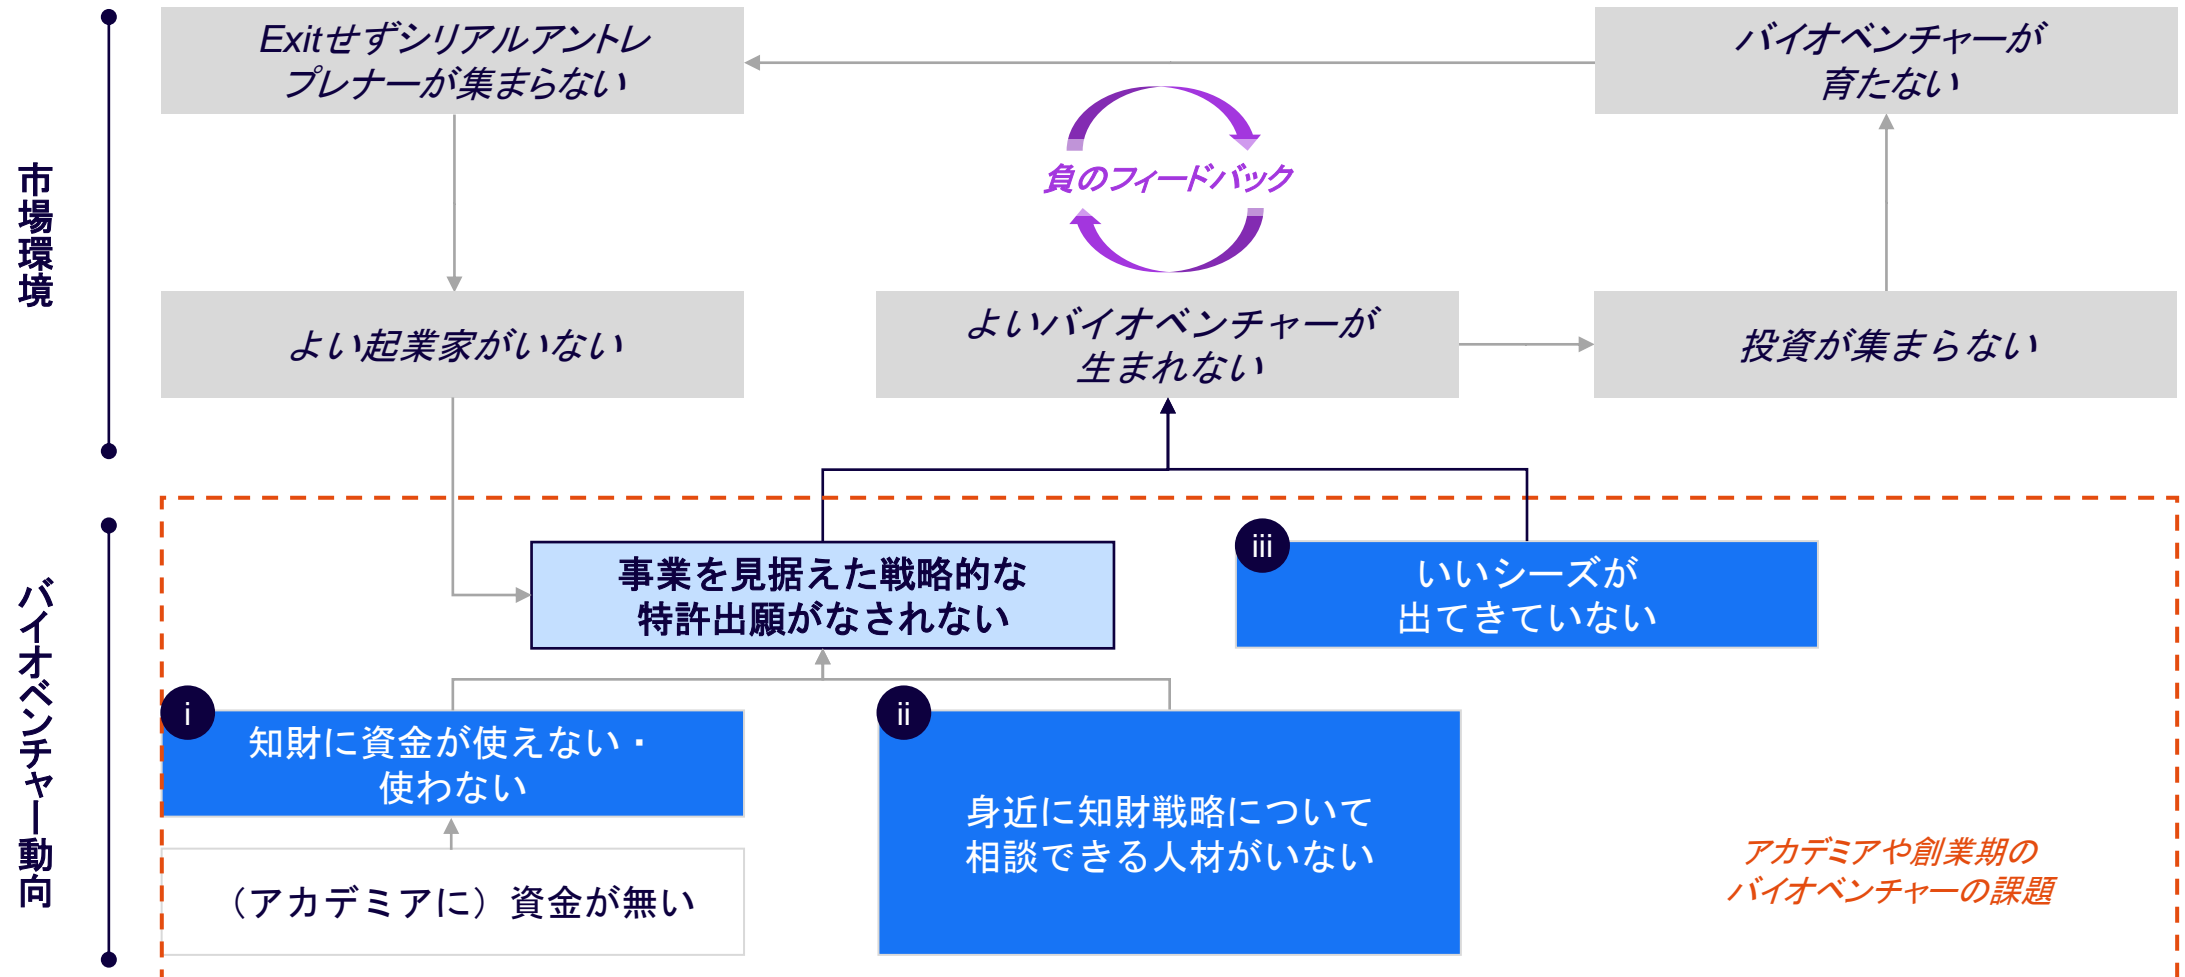 市場環境
Exitせずシリアルアントレ
プレナーが集まらない
バイオベンチャーが
育たない
負のフィードバック
よい起業家がいない
よいバイオベンチャーが
生まれない
投資が集まらない
バイオベンチャー動向
事業を見据えた戦略的な
特許出願がなされない
iii
いいシーズが
出てきていない
i
知財に資金が使えない・
使わない
ii
身近に知財戦略について
相談できる人材がいない
（アカデミアに）資金が無い
アカデミアや創業期の
バイオベンチャーの課題